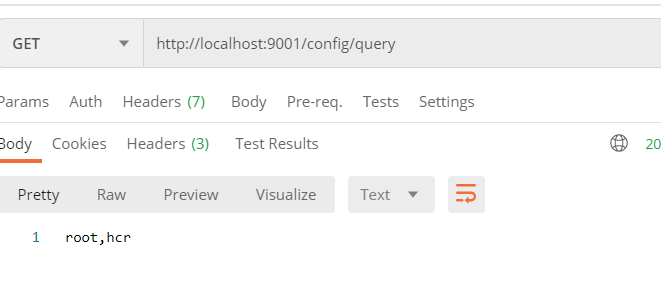 GET http://localhost:9001/config/query
Params Auth Headers (7) Body Pre-req. Tests Settings
Body Cookies Headers (3) Test Results 20
Pretty Raw Preview Visualize Text
1 root,hcr